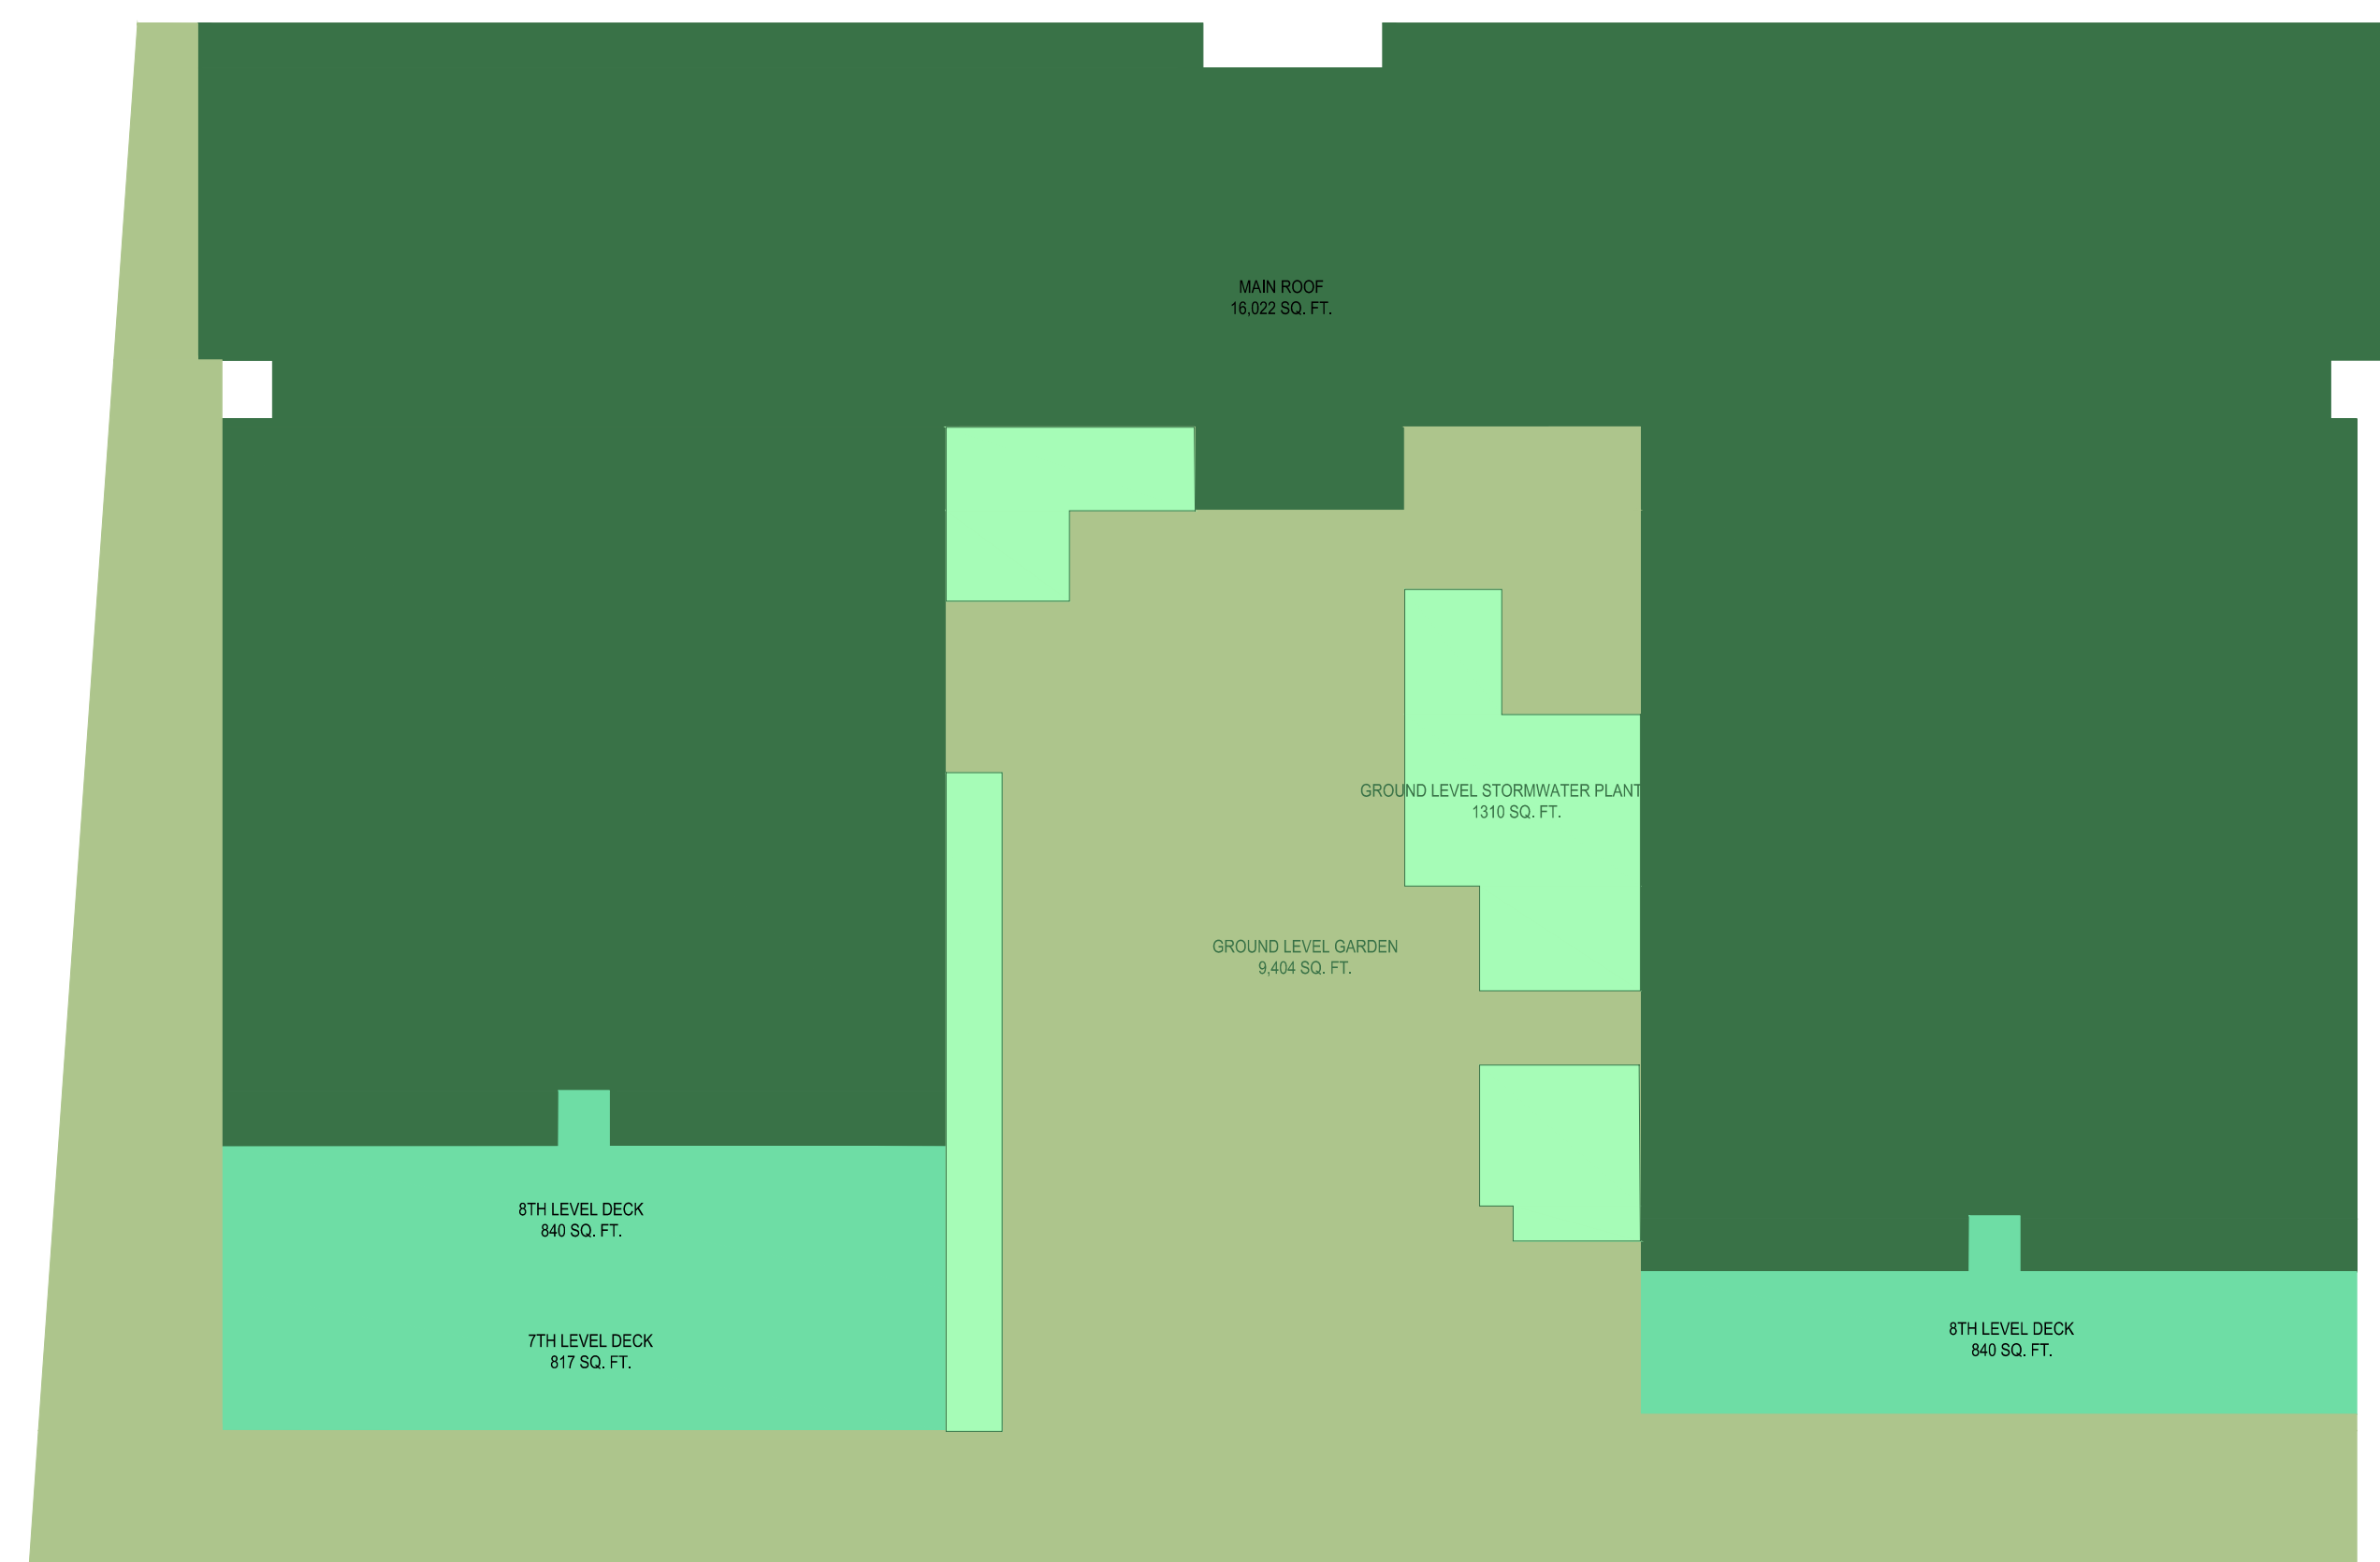 MAIN ROOF
16,022 SQ. FT.
GROUND LEVEL STORMWATER PLANT
1310 SQ. FT.
GROUND LEVEL GARDEN
9,404 SQ. FT.
8TH LEVEL DECK
840 SQ. FT.
7TH LEVEL DECK
817 SQ. FT.
8TH LEVEL DECK
840 SQ. FT.